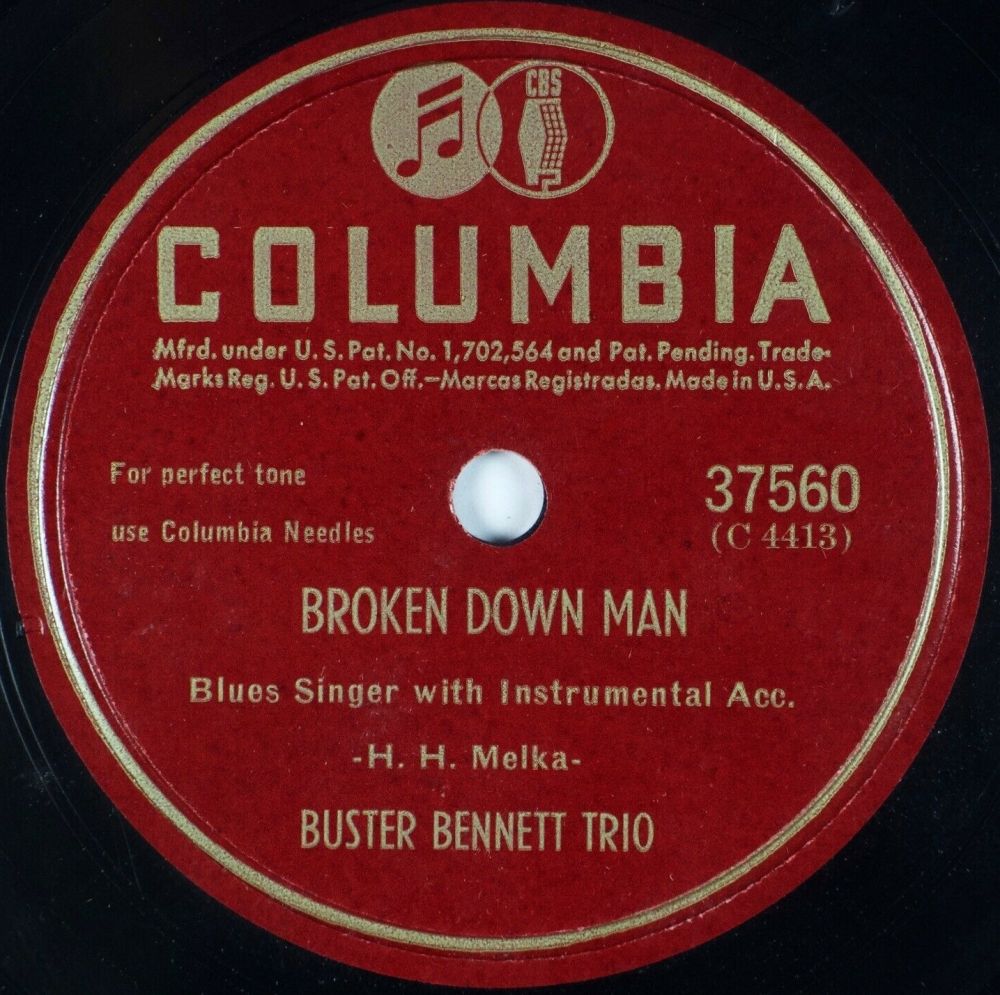 CBS
COLUMBIA
Mfrd. under U.S. Pat. No. 1,702,564 and Pat. Pending. Trade-
Marks Reg. U.S. Pat. Off.—Marcas Registradas. Made in U.S.A.
For perfect tone
use Columbia Needles
37560
(C 4413)
BROKEN DOWN MAN
Blues Singer with Instrumental Acc.
-H. H. Melka-
BUSTER BENNETT TRIO